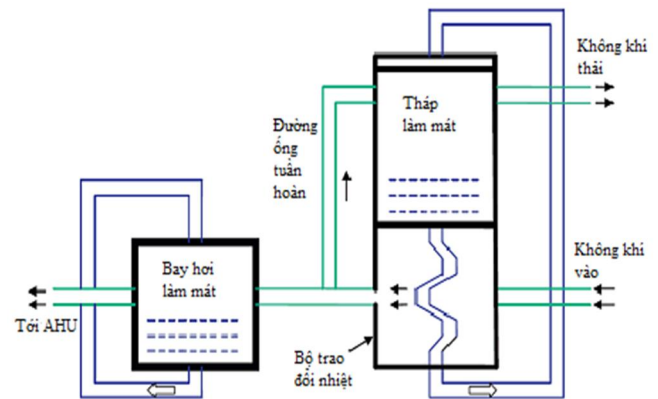 Không khí
thải
Tháp
làm mát
Đường
ống
tuần
hoàn
Không khí
vào
Bay hơi
làm mát
Tới AHU
Bộ trao
đổi nhiệt